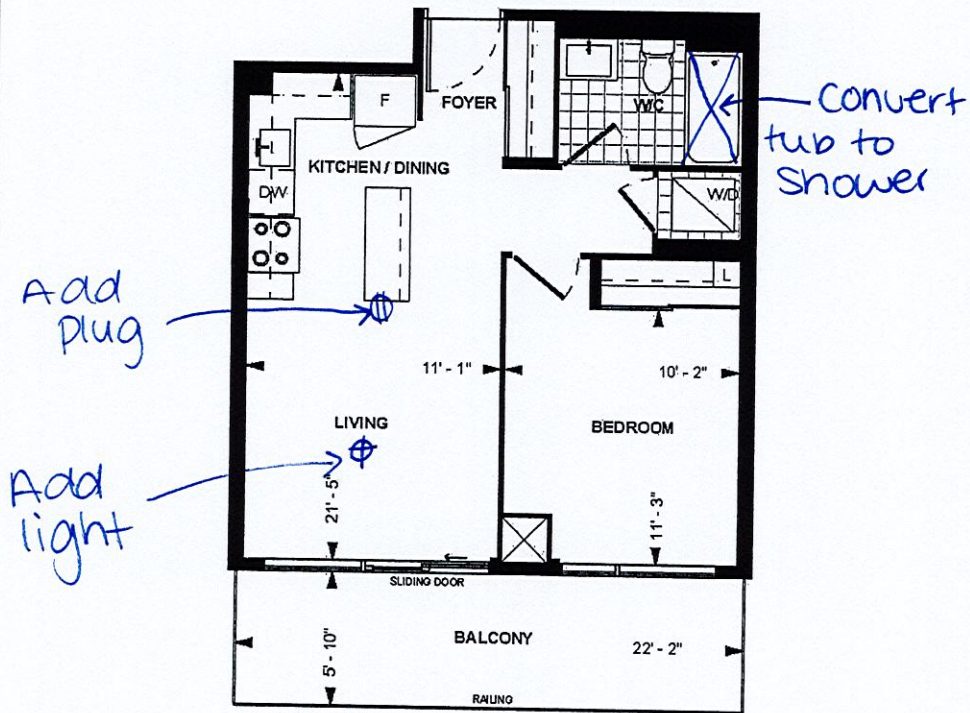 FOYER
F
W/C
Convert
tub to
Shower
KITCHEN / DINING
DW
W/D
L
Add
plug
11' - 1"
10' - 2"
LIVING
BEDROOM
Add
light
21' - 5"
11' - 3"
SLIDING DOOR
BALCONY
5' - 10"
22' - 2"
RAILING